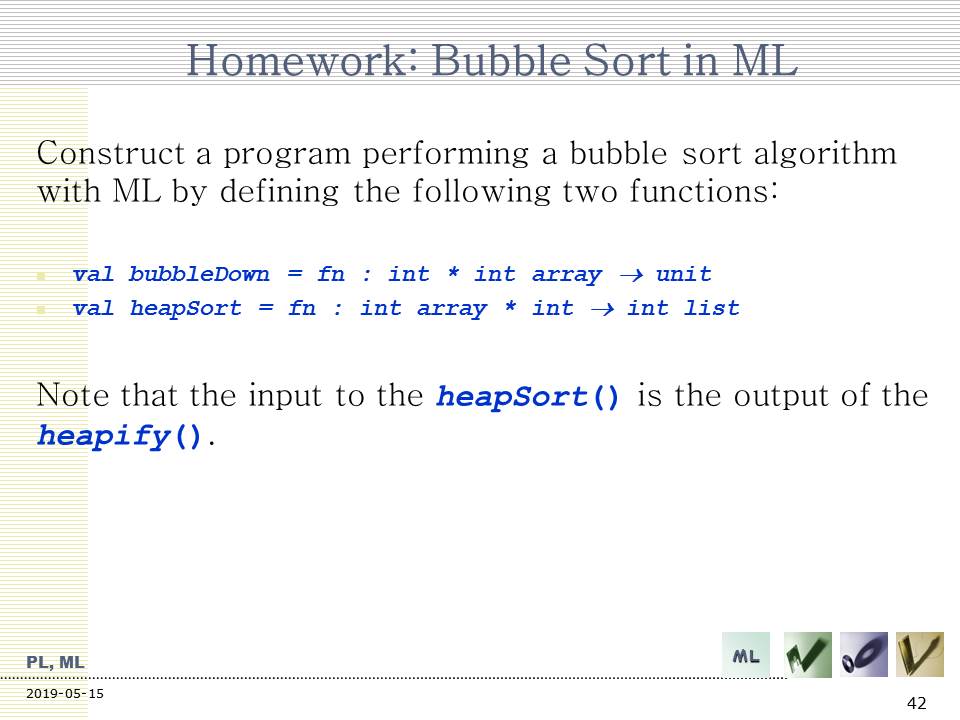 Homework: Bubble Sort in ML
Construct a program performing a bubble sort algorithm
with ML by defining the following two functions:
val bubbleDown = fn : int * int array → unit
val heapSort = fn : int array * int → int list
Note that the input to the heapSort() is the output of the
heapify().
PL, ML
ML
2019-05-15
42